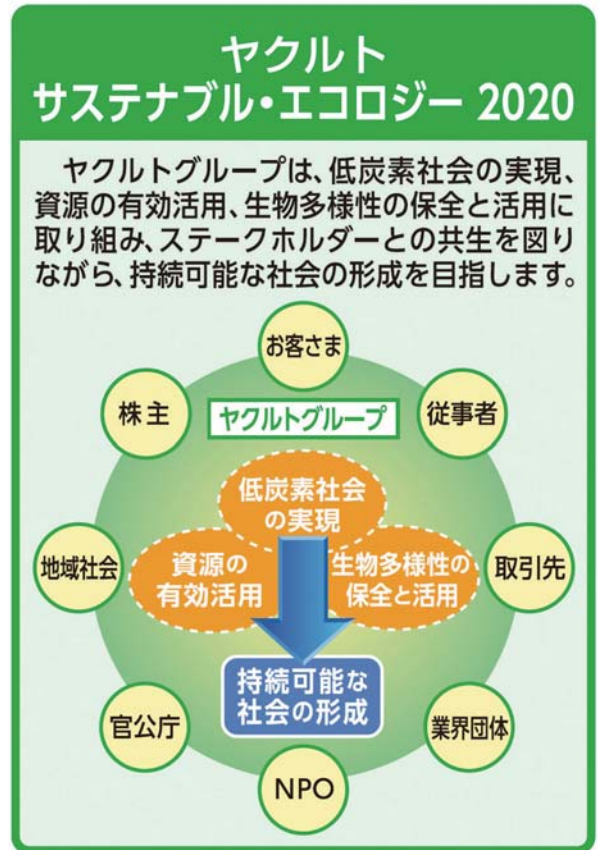 ヤクルト
サステナブル・エコロジー 2020
ヤクルトグループは、低炭素社会の実現、
資源の有効活用、生物多様性の保全と活用に
取り組み、ステークホルダーとの共生を図り
ながら、持続可能な社会の形成を目指します。
お客さま
株主
ヤクルトグループ
従事者
低炭素社会
の実現
地域社会
資源の
有効活用
生物多様性の
保全と活用
取引先
持続可能な
社会の形成
官公庁
業界団体
NPO